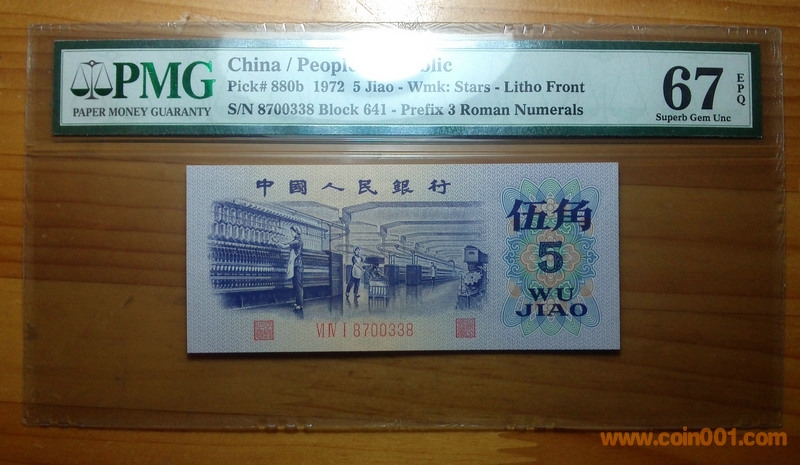 PMG
PAPER MONEY GUARANTY
China / People
lic
Pick# 880b 1972 5 Jiao - Wmk: Stars - Litho Front
S/N 8700338 Block 641 - Prefix 3 Roman Numerals
67
EPQ
Superb Gem Unc
中國人民銀行
伍角
5
WU
JIAO
VI IV I 8700338
www.coin001.com